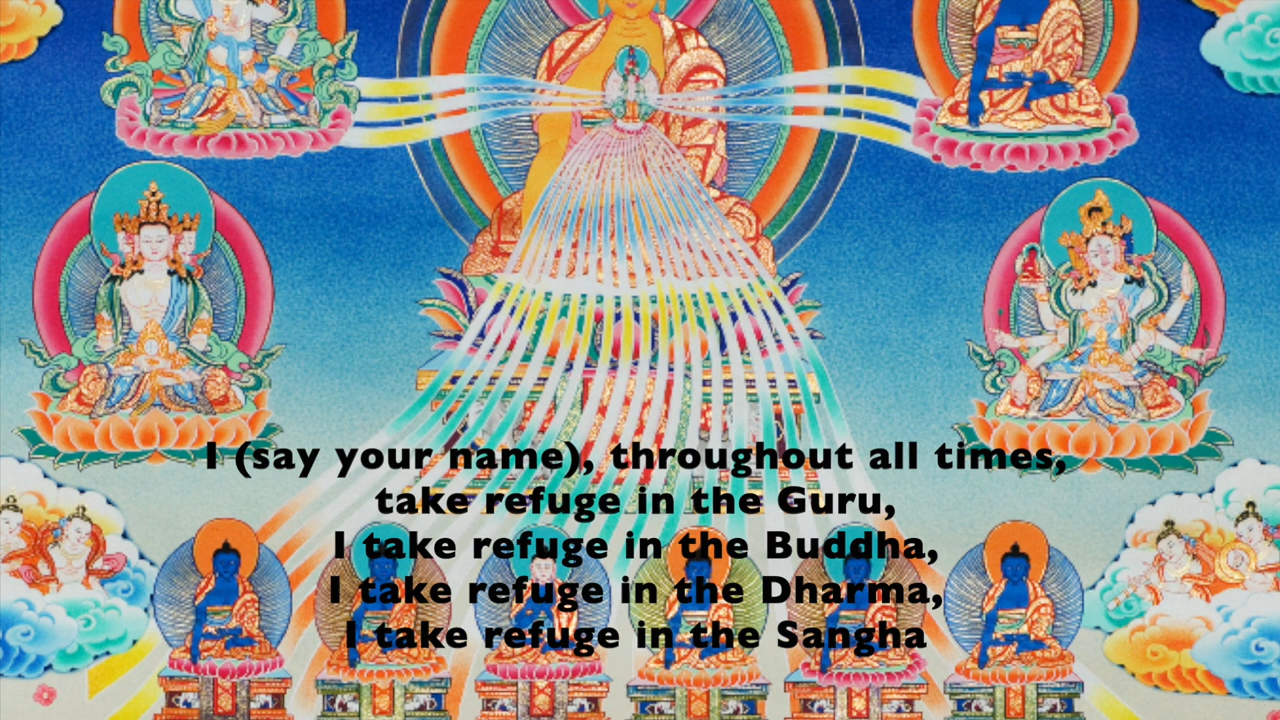 I (say your name), throughout all times,
take refuge in the Guru,
I take refuge in the Buddha,
I take refuge in the Dharma,
I take refuge in the Sangha